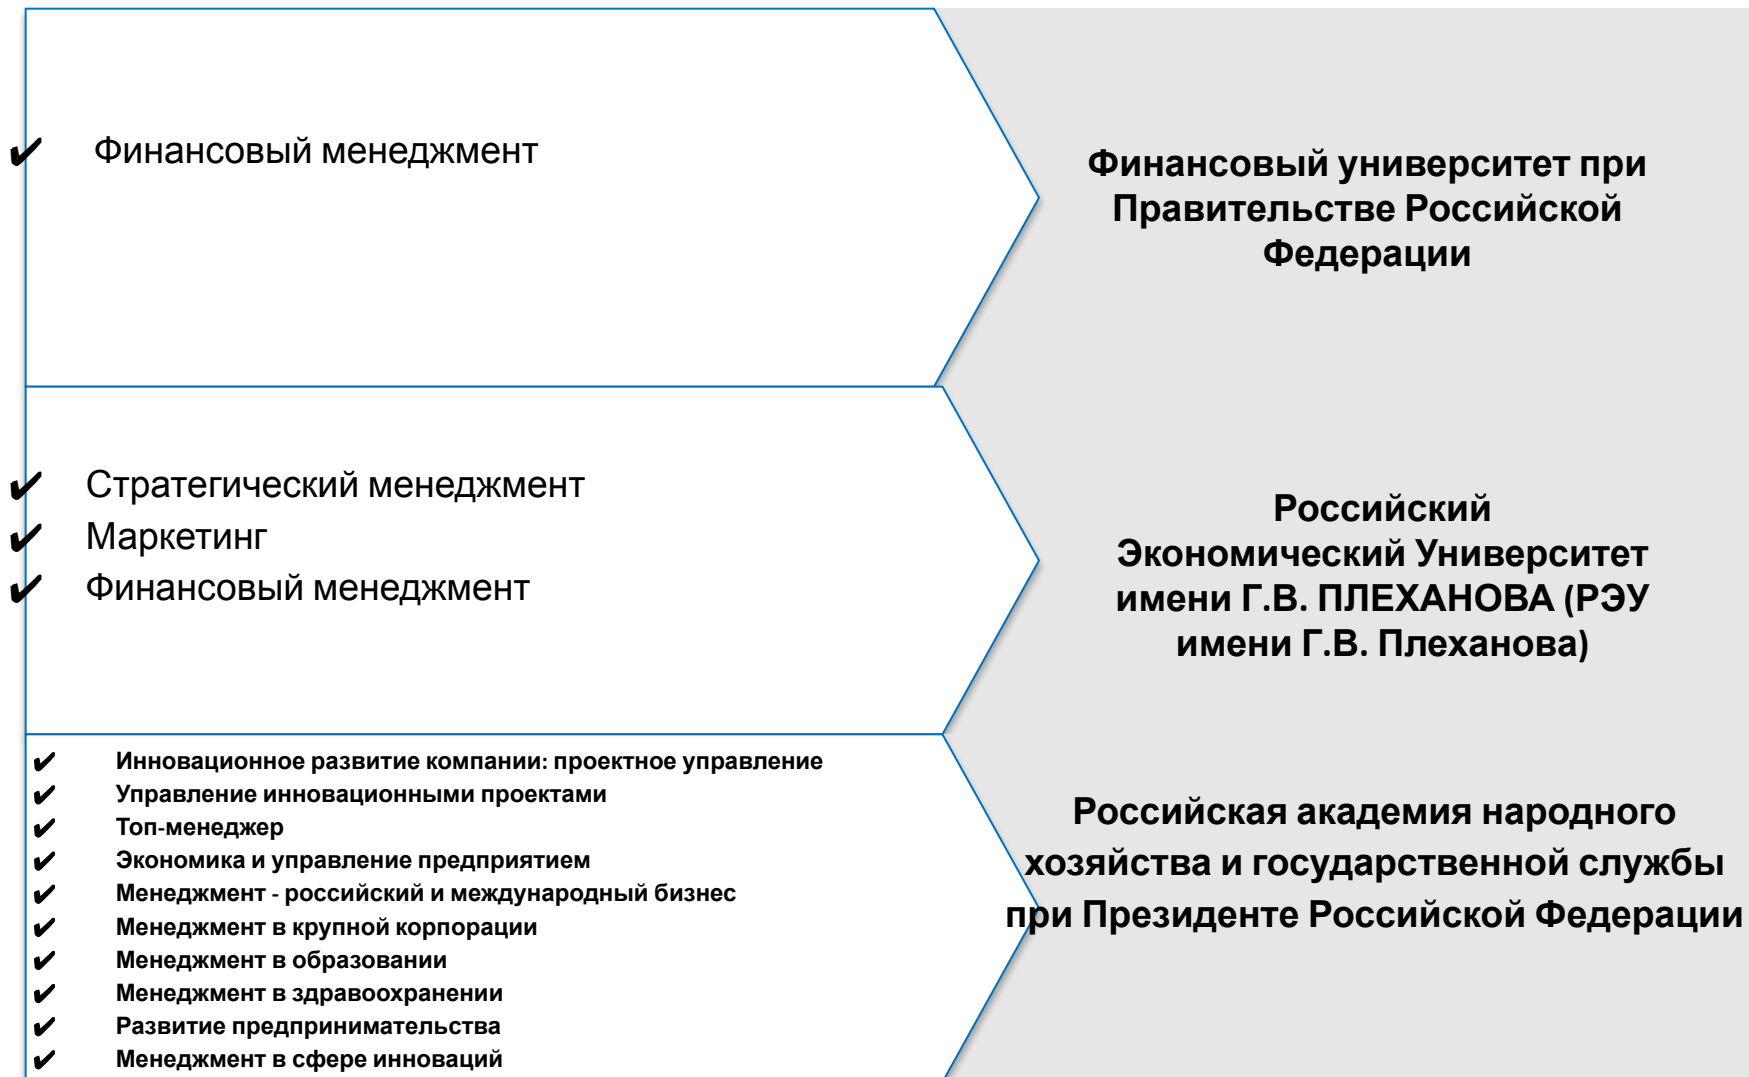 ✔ Финансовый менеджмент
Финансовый университет при
Правительстве Российской
Федерации
✔ Стратегический менеджмент
✔ Маркетинг
✔ Финансовый менеджмент
Российский
Экономический Университет
имени Г.В. ПЛЕХАНОВА (РЭУ
имени Г.В. Плеханова)
✔ Инновационное развитие компании: проектное управление
✔ Управление инновационными проектами
✔ Топ-менеджер
✔ Экономика и управление предприятием
✔ Менеджмент - российский и международный бизнес
✔ Менеджмент в крупной корпорации
✔ Менеджмент в образовании
✔ Менеджмент в здравоохранении
✔ Развитие предпринимательства
✔ Менеджмент в сфере инноваций
Российская академия народного
хозяйства и государственной службы
при Президенте Российской Федерации